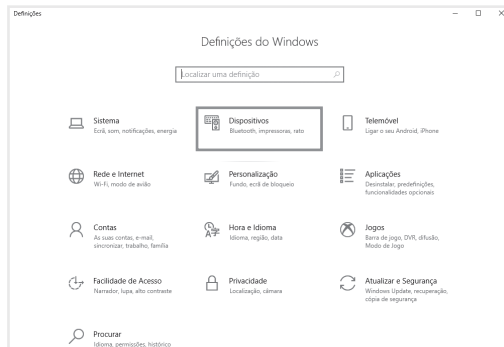 Definições
Definições do Windows
Localizar uma definição
Sistema
Ecrã, som, notificações, energia
Dispositivos
Bluetooth, impressoras, rato
Telemóvel
Ligar o seu Android, iPhone
Rede e Internet
Wi-Fi, modo de avião
Personalização
Fundo, ecrã de bloqueio
Aplicações
Desinstalar, predefinições,
funcionalidades opcionais
Contas
As suas contas, e-mail,
sincronizar, trabalho, família
Hora e Idioma
Idioma, região, data
Jogos
Barra de jogo, DVR, difusão,
Modo de Jogo
Facilidade de Acesso
Narrador, lupa, alto contraste
Privacidade
Localização, câmara
Atualizar e Segurança
Windows Update, recuperação,
cópia de segurança
Procurar
Idioma, permissões, histórico